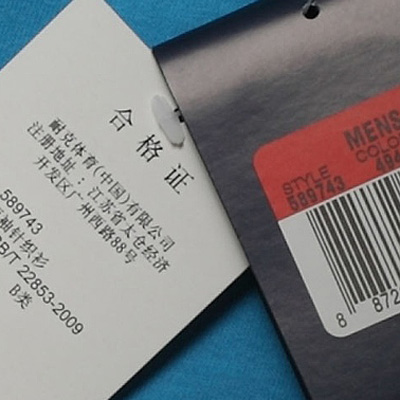 合格证
耐克体育(中国)有限公司
注册地址:江苏省太仓经济
开发区广州西路88号
589743
袖针织衫
/T 22853-2009
B类
MENS
COLO
STYLE
589743
8 872